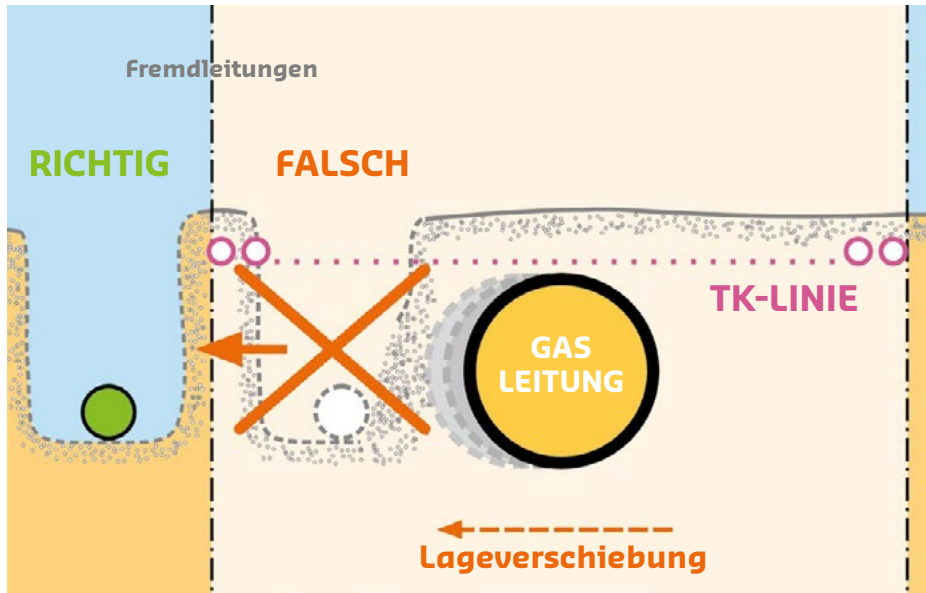 Fremdleitungen
RICHTIG
FALSCH
TK-LINIE
GAS
LEITUNG
Lageverschiebung